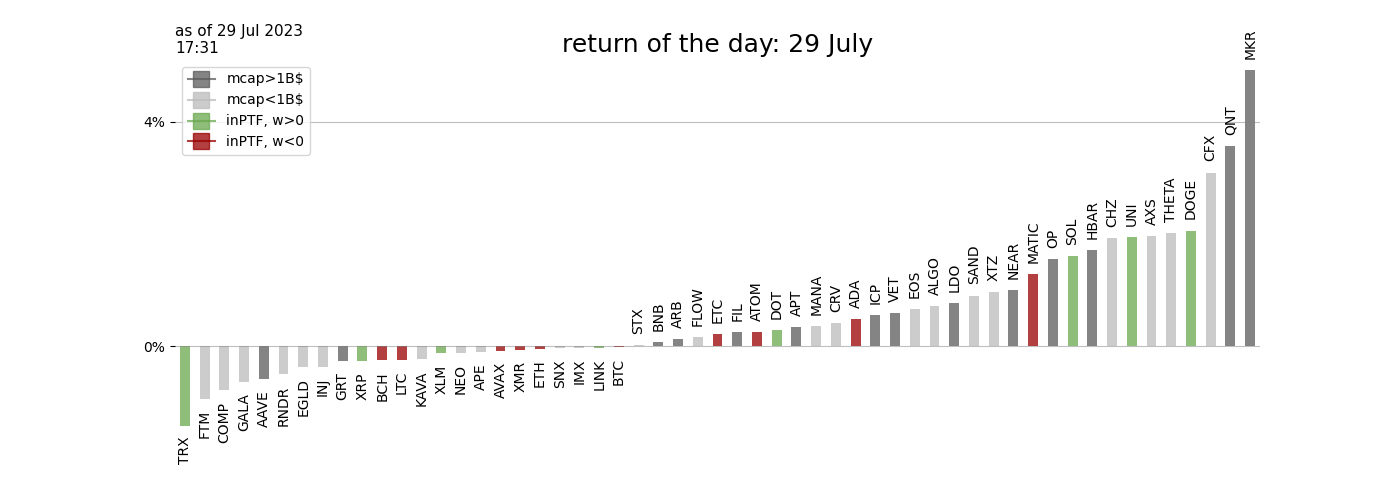 as of 29 Jul 2023
17:31
return of the day: 29 July
mcap>1B$
mcap<1B$
inPTF, w>0
inPTF, w<0
4%
0%
TRX
FTM
COMP
GALA
AAVE
RNDR
EGLD
INJ
GRT
XRP
BCH
LTC
KAVA
XLM
NEO
APE
AVAX
XMR
ETH
SNX
IMX
LINK
BTC
STX
BNB
ARB
FLOW
ETC
FIL
ATOM
DOT
APT
MANA
CRV
ADA
ICP
VET
EOS
ALGO
LDO
SAND
XTZ
NEAR
MATIC
OP
SOL
HBAR
CHZ
UNI
AXS
THETA
DOGE
CFX
QNT
MKR